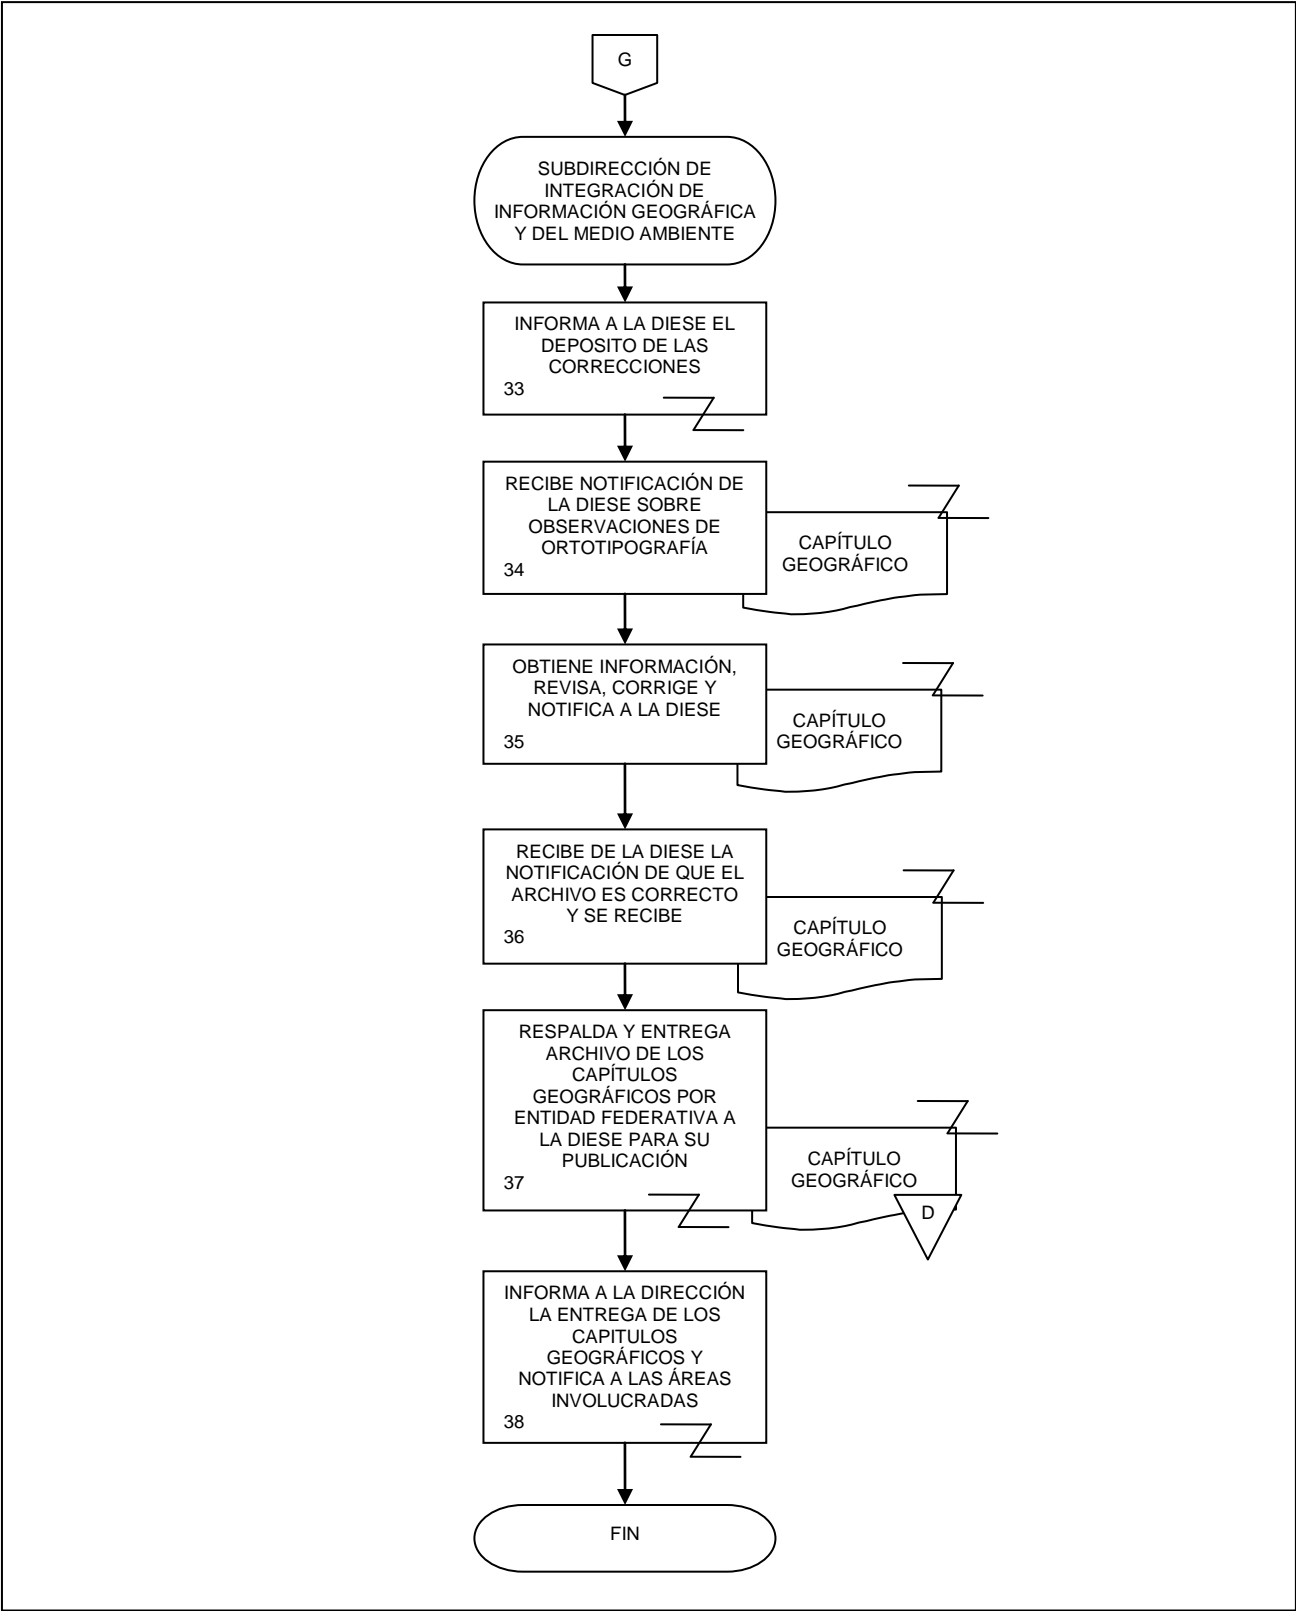 G
SUBDIRECCIÓN DE
INTEGRACIÓN DE
INFORMACIÓN GEOGRÁFICA
Y DEL MEDIO AMBIENTE
INFORMA A LA DIESE EL
DEPOSITO DE LAS
CORRECCIONES
33
RECIBE NOTIFICACIÓN DE
LA DIESE SOBRE
OBSERVACIONES DE
ORTOTIPOGRAFÍA
34
CAPÍTULO
GEOGRÁFICO
OBTIENE INFORMACIÓN,
REVISA, CORRIGE Y
NOTIFICA A LA DIESE
35
CAPÍTULO
GEOGRÁFICO
RECIBE DE LA DIESE LA
NOTIFICACIÓN DE QUE EL
ARCHIVO ES CORRECTO
Y SE RECIBE
36
CAPÍTULO
GEOGRÁFICO
RESPALDA Y ENTREGA
ARCHIVO DE LOS
CAPÍTULOS
GEOGRÁFICOS POR
ENTIDAD FEDERATIVA A
LA DIESE PARA SU
PUBLICACIÓN
37
CAPÍTULO
GEOGRÁFICO
D
INFORMA A LA DIRECCIÓN
LA ENTREGA DE LOS
CAPITULOS
GEOGRÁFICOS Y
NOTIFICA A LAS ÁREAS
INVOLUCRADAS
38
FIN